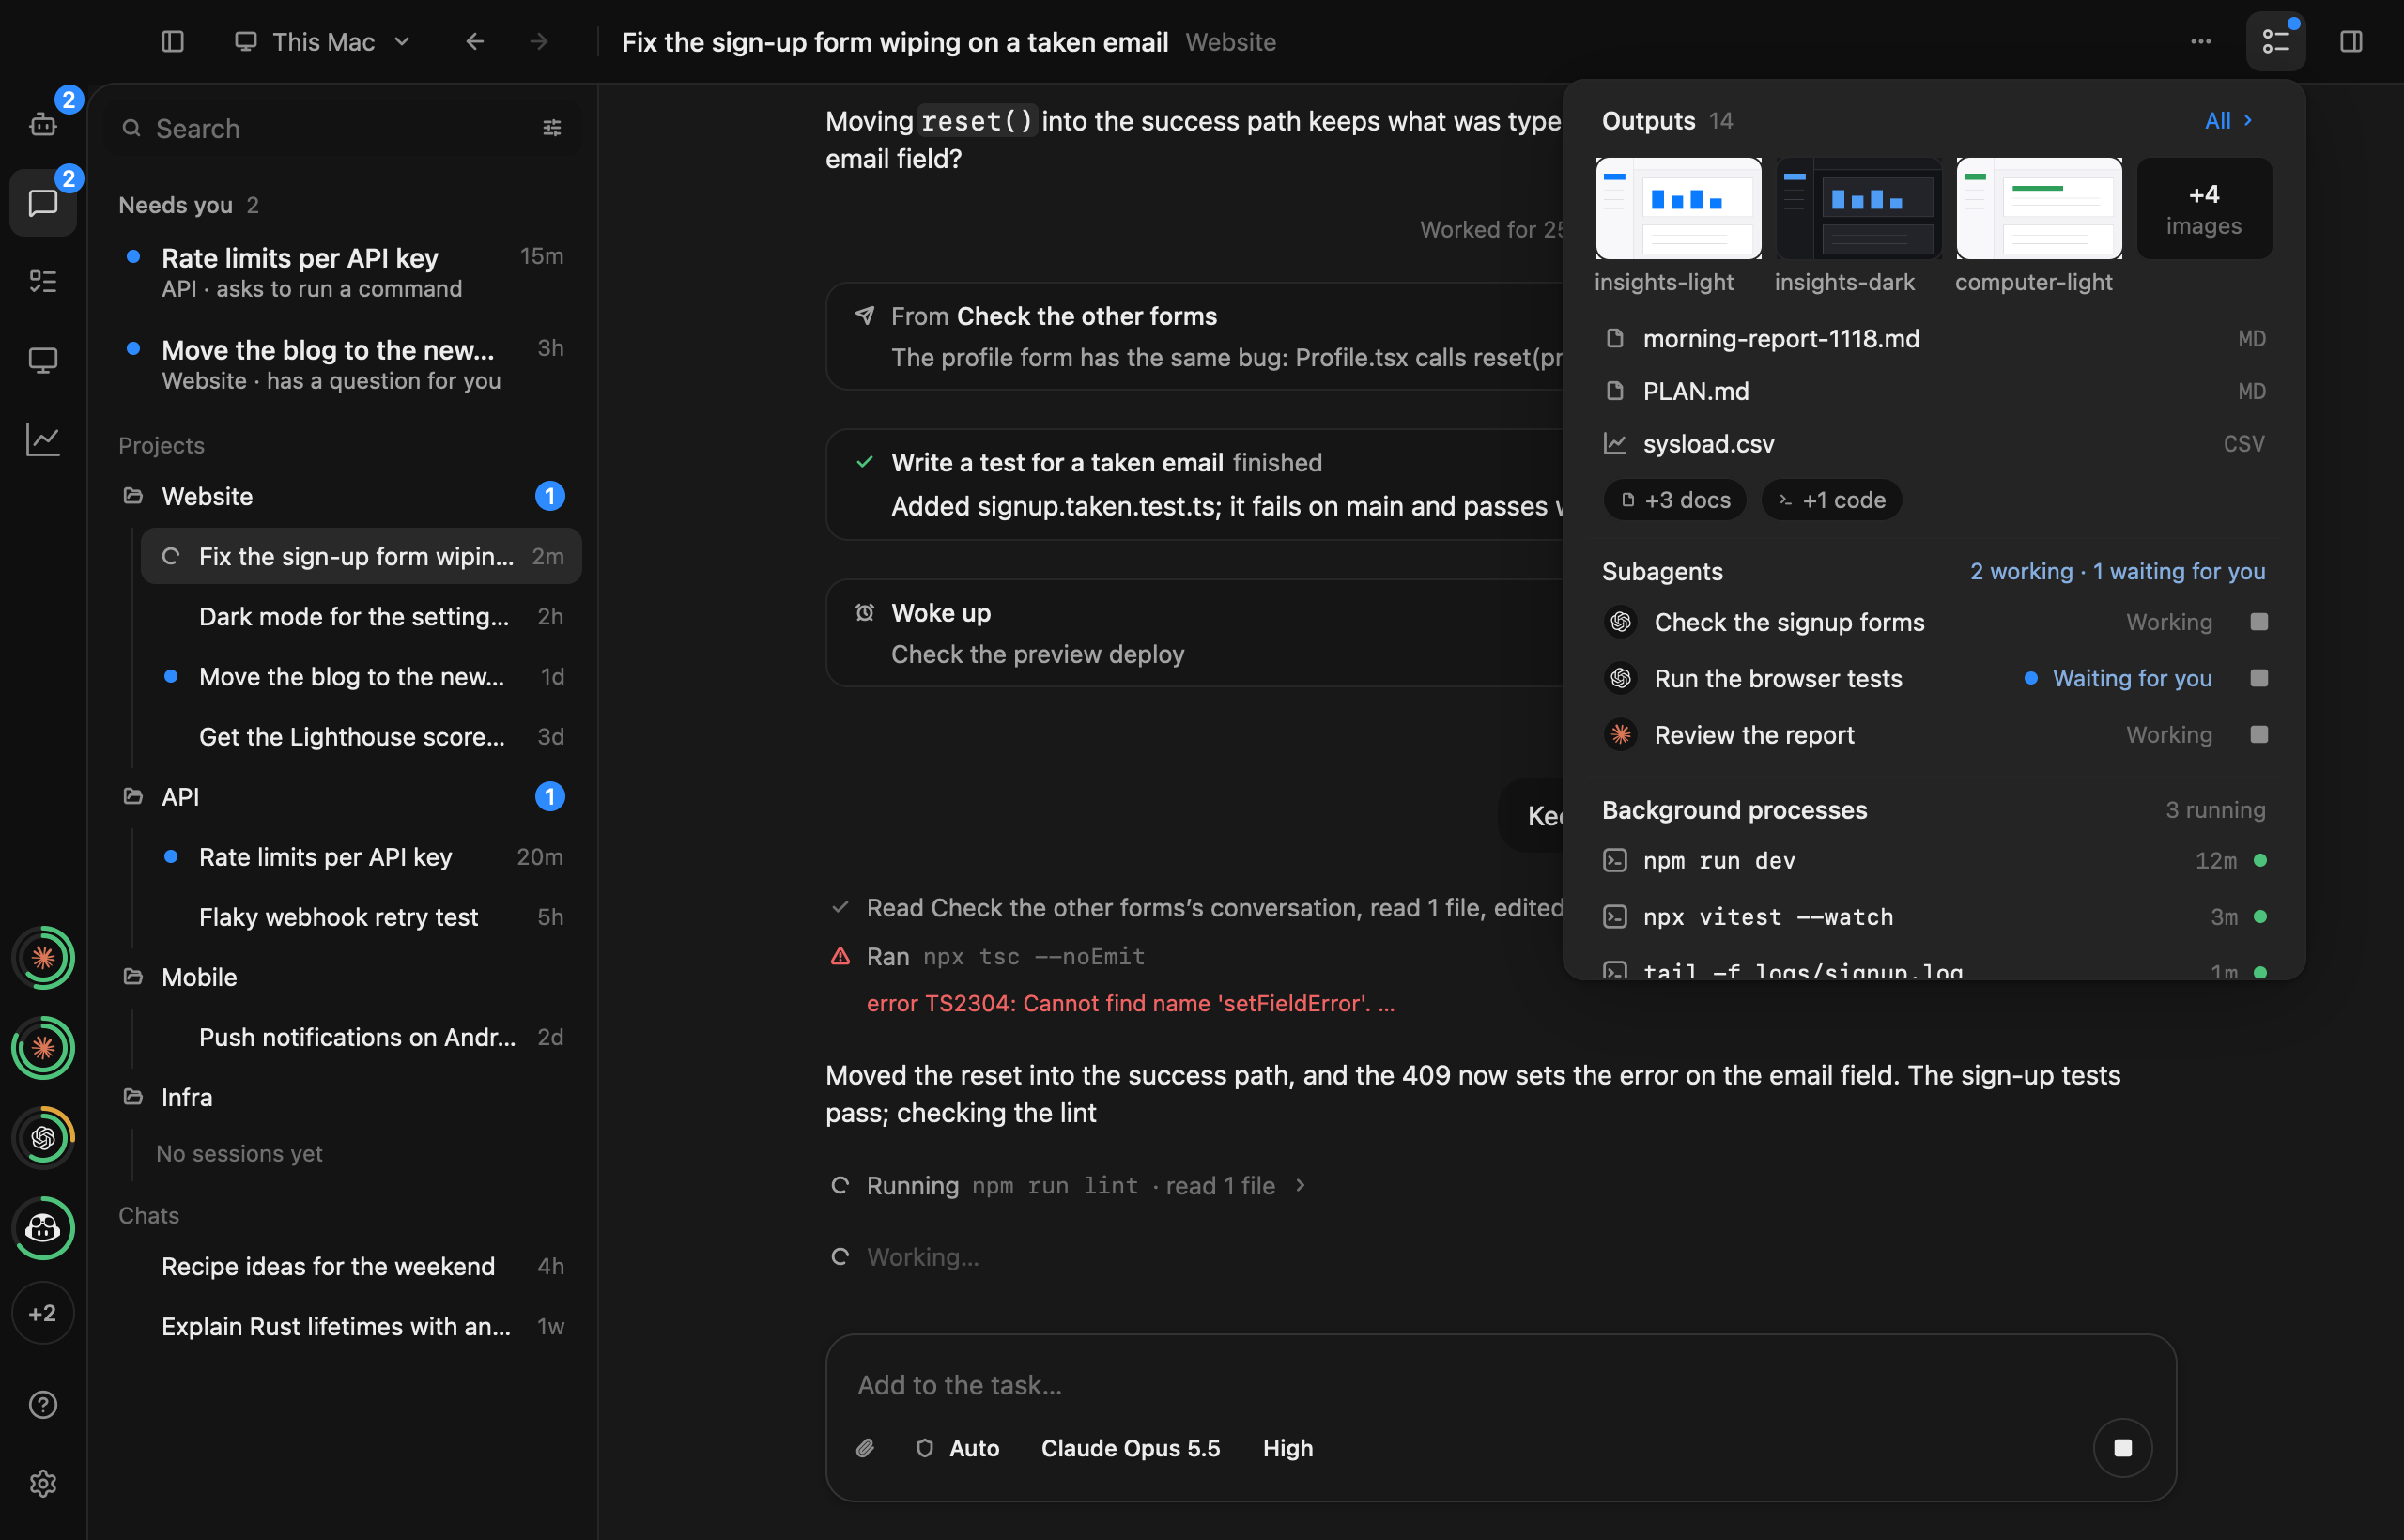 This Mac
Fix the sign-up form wiping on a taken email Website
2
2
Search
Needs you 2
Rate limits per API key 15m
API · asks to run a command
Move the blog to the new... 3h
Website · has a question for you
Projects
Website 1
Fix the sign-up form wipin... 2m
Dark mode for the setting... 2h
Move the blog to the new... 1d
Get the Lighthouse score... 3d
API 1
Rate limits per API key 20m
Flaky webhook retry test 5h
Mobile
Push notifications on Andr... 2d
Infra
No sessions yet
Chats
Recipe ideas for the weekend 4h
Explain Rust lifetimes with an... 1w
+2
Moving reset() into the success path keeps what was type
email field?
Worked for 25
From Check the other forms
The profile form has the same bug: Profile.tsx calls reset(pr
Write a test for a taken email finished
Added signup.taken.test.ts; it fails on main and passes
Woke up
Check the preview deploy
Read Check the other forms’s conversation, read 1 file, edited
Ran npx tsc --noEmit
error TS2304: Cannot find name 'setFieldError'. ...
Moved the reset into the success path, and the 409 now sets the error on the email field. The sign-up tests
pass; checking the lint
Running npm run lint · read 1 file
Working...
Add to the task...
Auto Claude Opus 5.5 High
Outputs 14 All
+4
images
insights-light insights-dark computer-light
morning-report-1118.md MD
PLAN.md MD
sysload.csv CSV
+3 docs +1 code
Subagents 2 working · 1 waiting for you
Check the signup forms Working
Run the browser tests Waiting for you
Review the report Working
Background processes 3 running
npm run dev 12m
npx vitest --watch 3m
tail -f logs/signup.log 1m